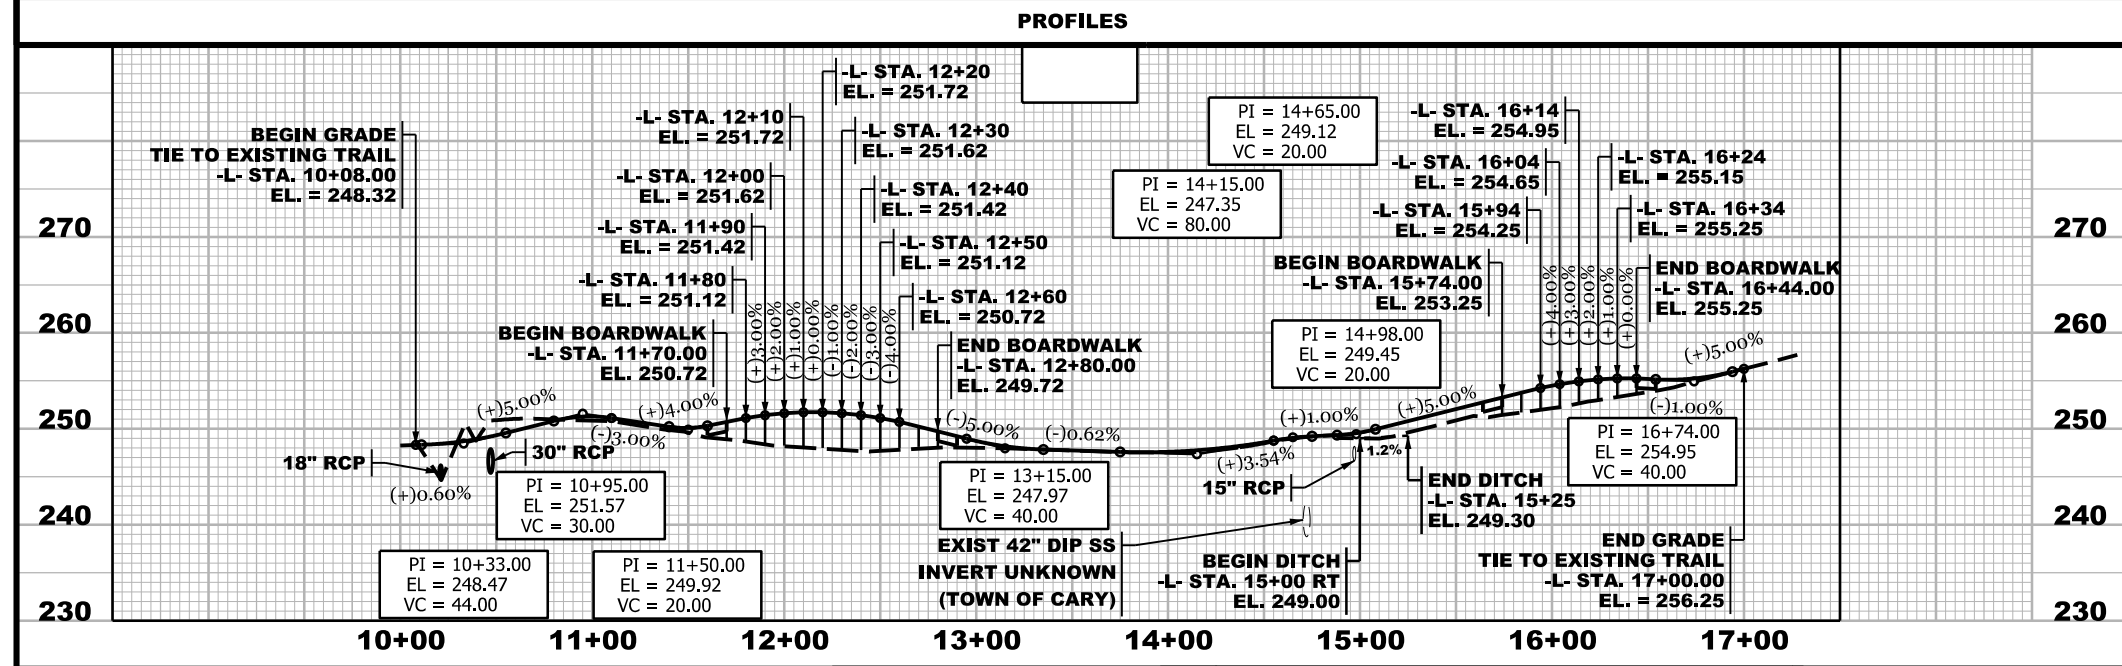 PROFILES
-L- STA. 12+20
EL. = 251.72
-L- STA. 12+10
EL. = 251.72
-L- STA. 12+30
EL. = 251.62
BEGIN GRADE
TIE TO EXISTING TRAIL
-L- STA. 10+08.00
EL. = 248.32
-L- STA. 12+00
EL. = 251.62
-L- STA. 12+40
EL. = 251.42
-L- STA. 11+90
EL. = 251.42
-L- STA. 12+50
EL. = 251.12
-L- STA. 11+80
EL. = 251.12
-L- STA. 12+60
EL. = 250.72
BEGIN BOARDWALK
-L- STA. 11+70.00
EL. 250.72
END BOARDWALK
-L- STA. 12+80.00
EL. 249.72
PI = 14+65.00
EL = 249.12
VC = 20.00
PI = 14+15.00
EL = 247.35
VC = 80.00
-L- STA. 16+14
EL. = 254.95
-L- STA. 16+04
EL. = 254.65
-L- STA. 16+24
EL. = 255.15
-L- STA. 15+94
EL. = 254.25
-L- STA. 16+34
EL. = 255.25
BEGIN BOARDWALK
-L- STA. 15+74.00
EL. 253.25
END BOARDWALK
-L- STA. 16+44.00
EL. 255.25
PI = 14+98.00
EL = 249.45
VC = 20.00
270
260
250
240
230
270
260
250
240
230
(+)3.00%
(+)2.00%
(+)1.00%
(+)0.00%
(-)1.00%
(-)2.00%
(-)3.00%
(-)4.00%
(+)4.00%
(+)3.00%
(+)2.00%
(+)1.00%
(+)0.00%
(+)5.00%
(+)5.00%
(+)4.00%
(-)3.00%
(-)5.00%
(-)0.62%
(+)1.00%
(+)5.00%
(-)1.00%
(+)3.54%
1.2%
(+)0.60%
18" RCP
30" RCP
15" RCP
PI = 10+95.00
EL = 251.57
VC = 30.00
PI = 13+15.00
EL = 247.97
VC = 40.00
PI = 16+74.00
EL = 254.95
VC = 40.00
END DITCH
-L- STA. 15+25
EL. 249.30
EXIST 42" DIP SS
INVERT UNKNOWN
(TOWN OF CARY)
BEGIN DITCH
-L- STA. 15+00 RT
EL. 249.00
END GRADE
TIE TO EXISTING TRAIL
-L- STA. 17+00.00
EL. = 256.25
PI = 10+33.00
EL = 248.47
VC = 44.00
PI = 11+50.00
EL = 249.92
VC = 20.00
10+00 11+00 12+00 13+00 14+00 15+00 16+00 17+00